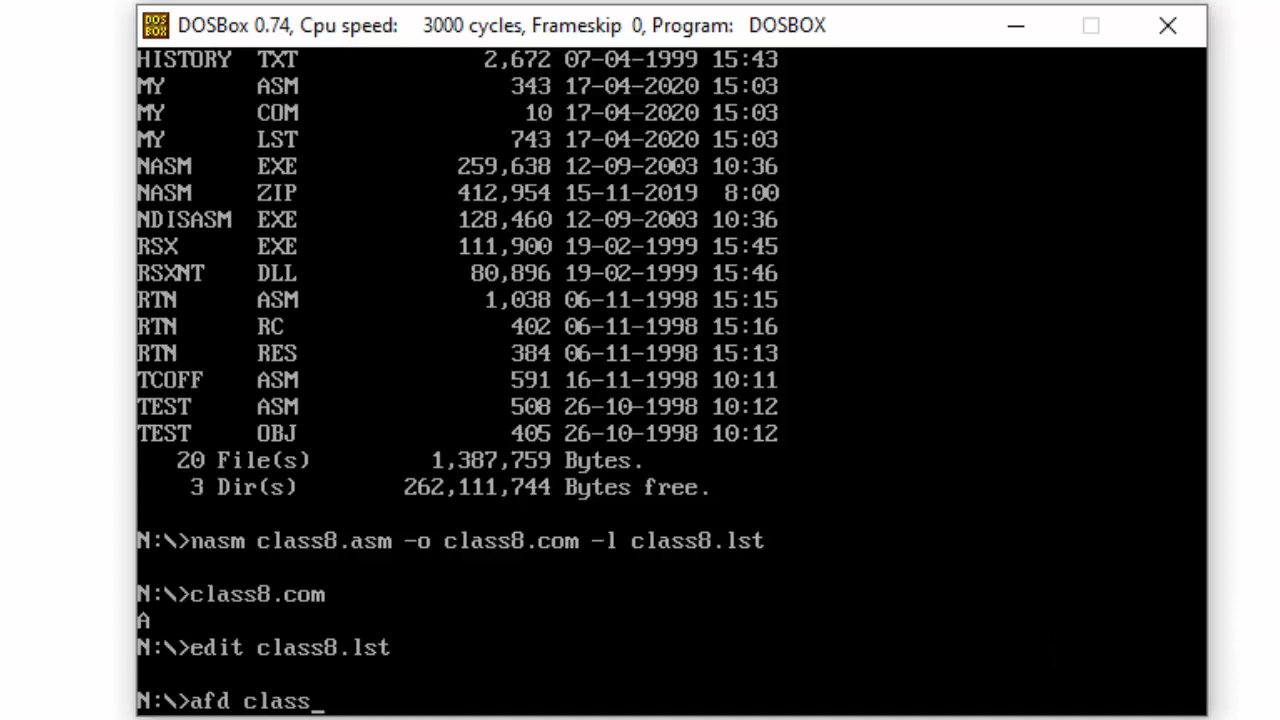 DOS BOX DOSBox 0.74, Cpu speed: 3000 cycles, Frameskip 0, Program: DOSBOX
HISTORY TXT 2,672 07-04-1999 15:43
MY ASM 343 17-04-2020 15:03
MY COM 10 17-04-2020 15:03
MY LST 743 17-04-2020 15:03
NASM EXE 259,638 12-09-2003 10:36
NASM ZIP 412,954 15-11-2019 8:00
NDISASM EXE 128,460 12-09-2003 10:36
RSX EXE 111,900 19-02-1999 15:45
RSXNT DLL 80,896 19-02-1999 15:46
RTN ASM 1,038 06-11-1998 15:15
RTN RC 402 06-11-1998 15:16
RTN RES 384 06-11-1998 15:13
TCOFF ASM 591 16-11-1998 10:11
TEST ASM 508 26-10-1998 10:12
TEST OBJ 405 26-10-1998 10:12
20 File(s) 1,387,759 Bytes.
3 Dir(s) 262,111,744 Bytes free.
N:\>nasm class8.asm -o class8.com -l class8.lst
N:\>class8.com
A
N:\>edit class8.lst
N:\>afd class_